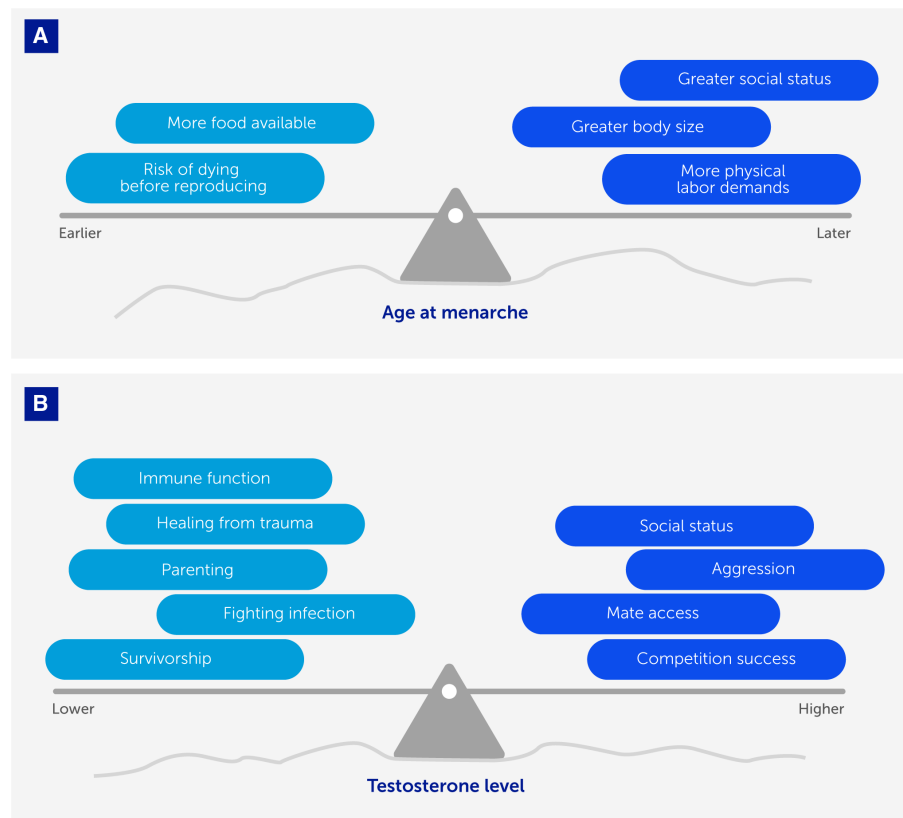 A
Greater social status
More food available
Greater body size
Risk of dying
before reproducing
More physical
labor demands
Earlier
Later
Age at menarche
B
Immune function
Healing from trauma
Social status
Parenting
Aggression
Fighting infection
Mate access
Survivorship
Competition success
Lower
Higher
Testosterone level